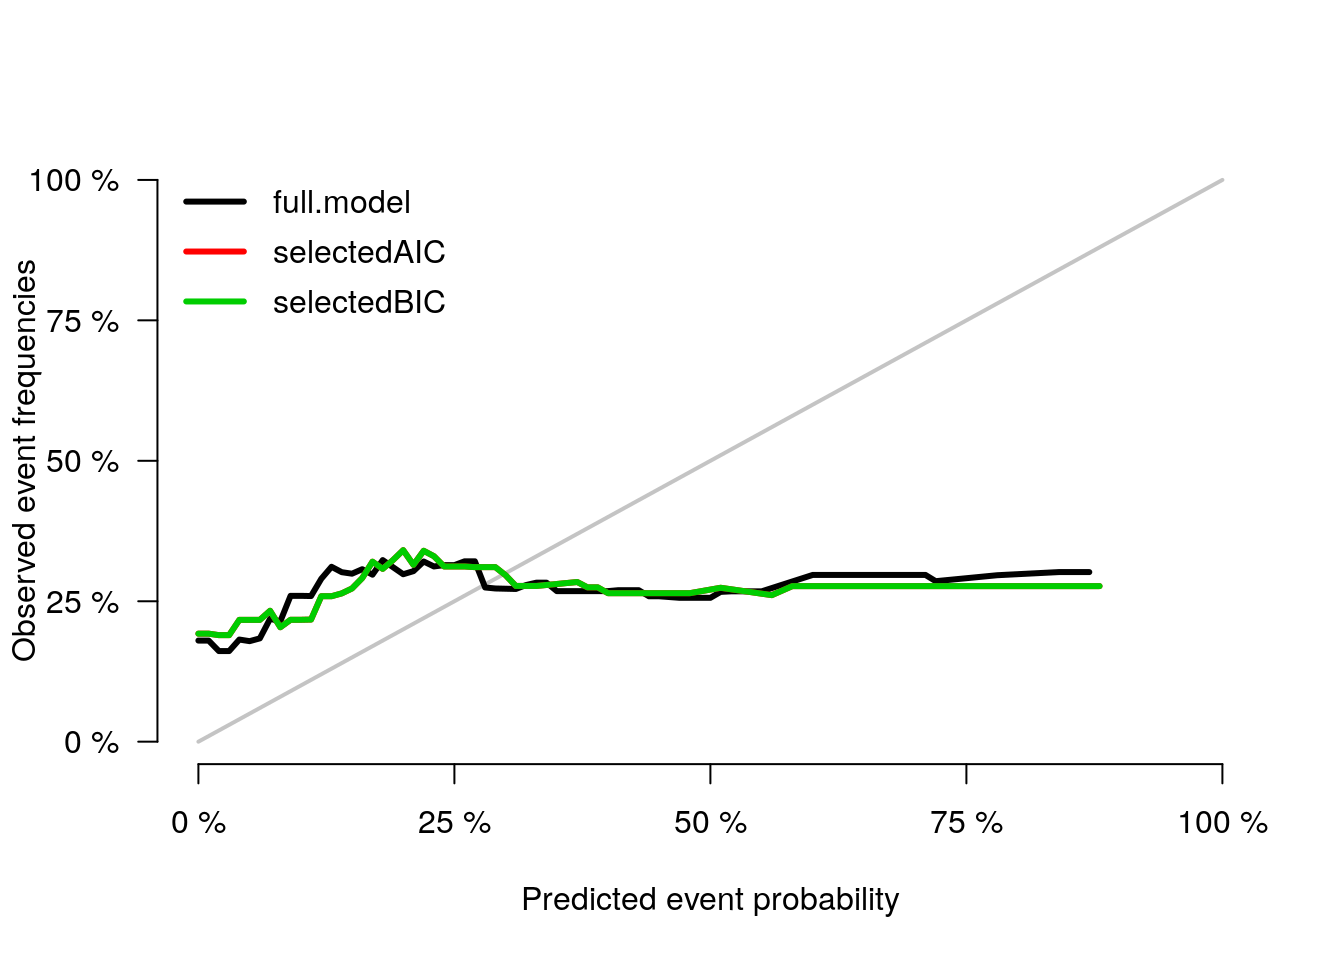 100 %
75 %
50 %
25 %
0 %
Observed event frequencies
full.model
selectedAIC
selectedBIC
0 %
25 %
50 %
75 %
100 %
Predicted event probability